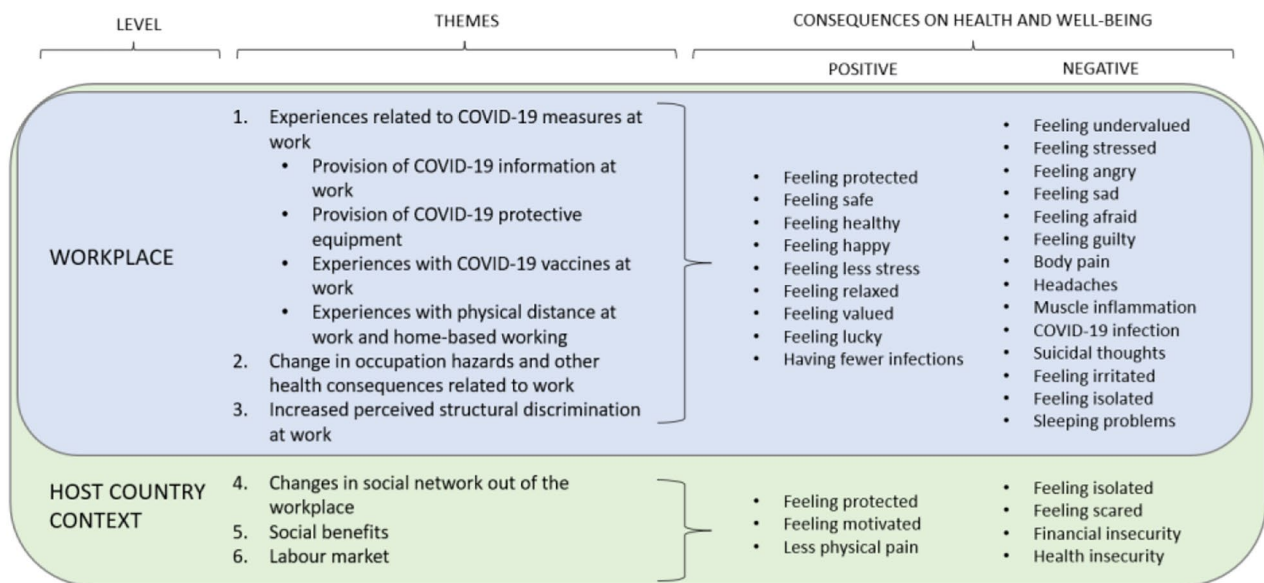 LEVEL
THEMES
CONSEQUENCES ON HEALTH AND WELL-BEING
POSITIVE
NEGATIVE
WORKPLACE
1. Experiences related to COVID-19 measures at
work
• Provision of COVID-19 information at
work
• Provision of COVID-19 protective
equipment
• Experiences with COVID-19 vaccines at
work
• Experiences with physical distance at
work and home-based working
2. Change in occupation hazards and other
health consequences related to work
3. Increased perceived structural discrimination
at work
• Feeling protected
• Feeling safe
• Feeling healthy
• Feeling happy
• Feeling less stress
• Feeling relaxed
• Feeling valued
• Feeling lucky
• Having fewer infections
• Feeling undervalued
• Feeling stressed
• Feeling angry
• Feeling sad
• Feeling afraid
• Feeling guilty
• Body pain
• Headaches
• Muscle inflammation
• COVID-19 infection
• Suicidal thoughts
• Feeling irritated
• Feeling isolated
• Sleeping problems
HOST COUNTRY
CONTEXT
4. Changes in social network out of the
workplace
5. Social benefits
6. Labour market
• Feeling protected
• Feeling motivated
• Less physical pain
• Feeling isolated
• Feeling scared
• Financial insecurity
• Health insecurity